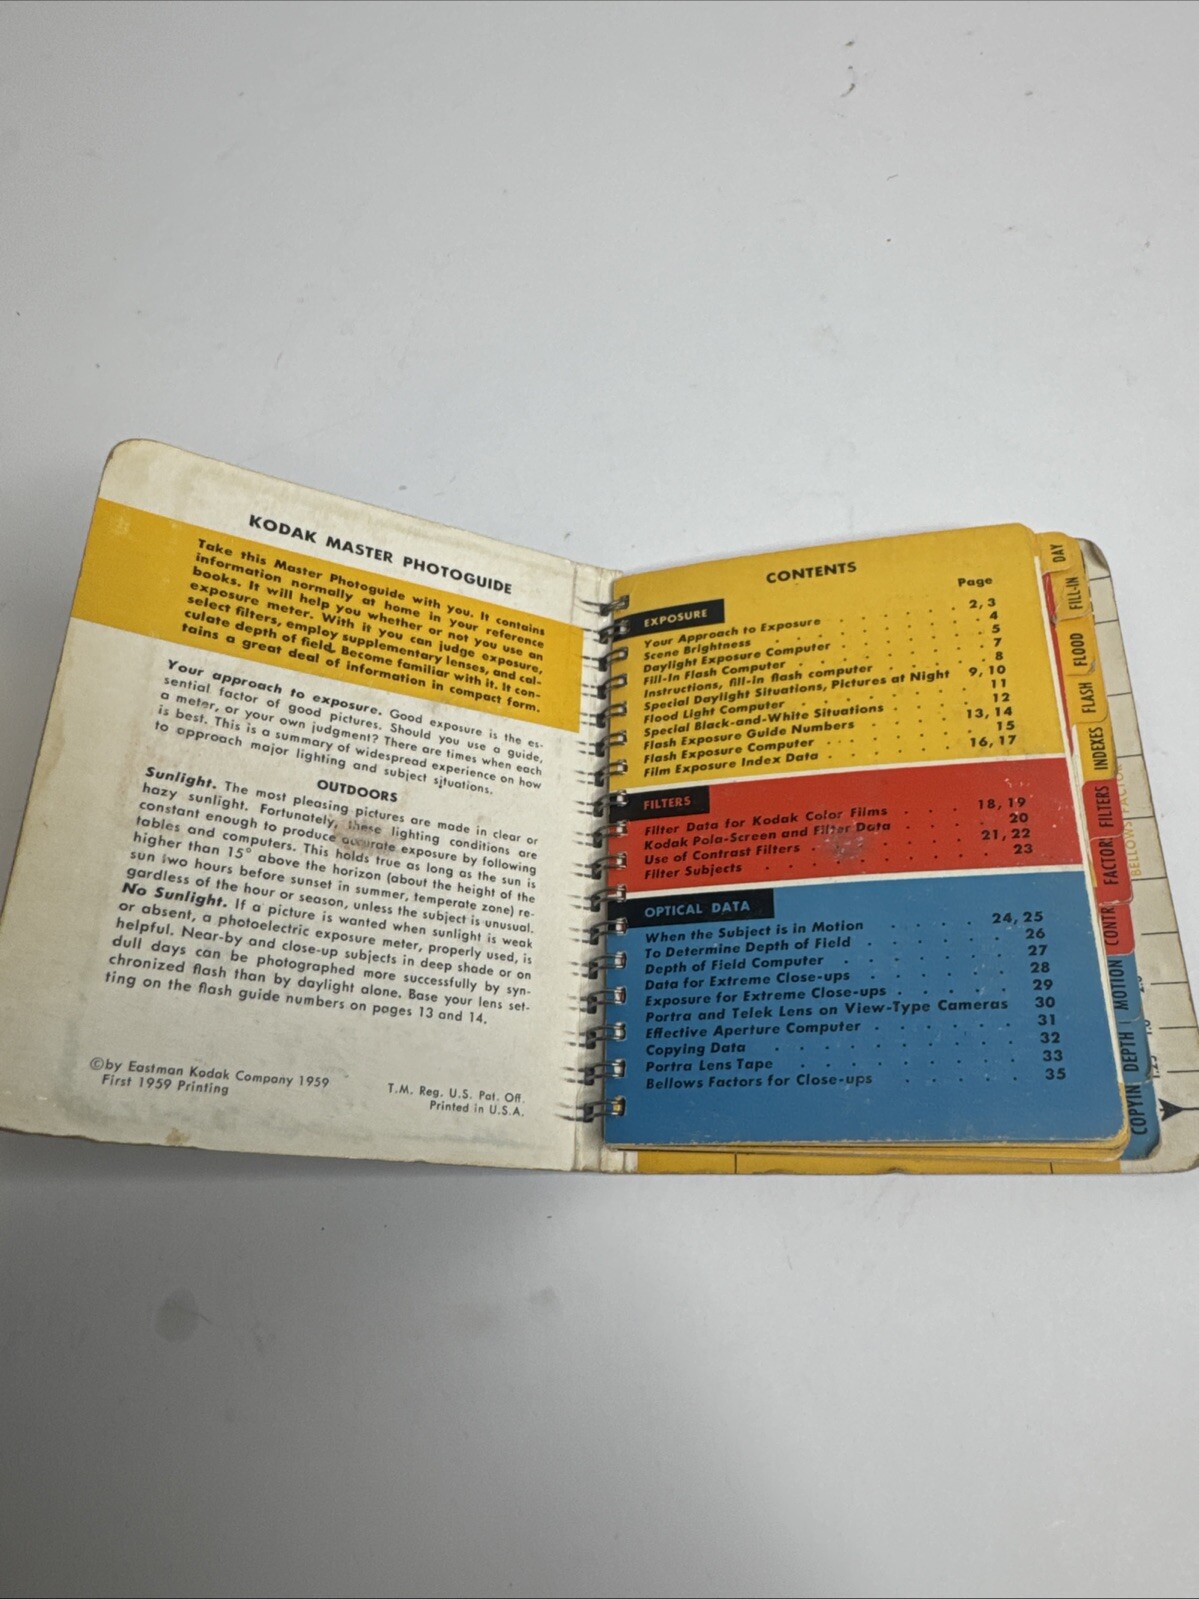 KODAK MASTER PHOTOGUIDE
Take this Master Photoguide with you. It contains
information normally at home in your reference
books. It will help you whether or not you use an
exposure meter. With it you can judge exposure,
select filters, employ supplementary lenses, and cal-
culate depth of field. Become familiar with it. It con-
tains a great deal of information in compact form.
Your approach to exposure. Good exposure is the es-
sential factor of good pictures. Should you use a guide,
a meter, or your own judgment? There are times when each
is best. This is a summary of widespread experience on how
to approach major lighting and subject situations.
OUTDOORS
Sunlight. The most pleasing pictures are made in clear or
hazy sunlight. Fortunately, these lighting conditions are
constant enough to produce accurate exposure by following
tables and computers. This holds true as long as the sun is
higher than 15° above the horizon (about the height of the
sun two hours before sunset in summer, temperate zone) re-
gardless of the hour or season, unless the subject is unusual.
No Sunlight. If a picture is wanted when sunlight is weak
or absent, a photoelectric exposure meter, properly used, is
helpful. Near-by and close-up subjects in deep shade or on
dull days can be photographed more successfully by syn-
chronized flash than by daylight alone. Base your lens set-
ting on the flash guide numbers on pages 13 and 14.
©by Eastman Kodak Company 1959
First 1959 Printing
T.M. Reg. U.S. Pat. Off.
Printed in U.S.A.
CONTENTS
Page
EXPOSURE
Your Approach to Exposure . . . . . . . 2, 3
Scene Brightness . . . . . . . 4
Daylight Exposure Computer . . . . . . . 5
Fill-In Flash Computer . . . . . . . 7
Instructions, fill-in flash computer . . . . . 8
Special Daylight Situations, Pictures at Night 9, 10
Flood Light Computer . . . . . . . 11
Special Black-and-White Situations . . . . 12
Flash Exposure Guide Numbers . . . . 13, 14
Flash Exposure Computer . . . . . . . 15
Film Exposure Index Data . . . . . . 16, 17
FILTERS
Filter Data for Kodak Color Films . . . 18, 19
Kodak Pola-Screen and Filter Data . . . . 20
Use of Contrast Filters . . . . . . 21, 22
Filter Subjects . . . . . . . 23
OPTICAL DATA
When the Subject is in Motion . . . . . 24, 25
To Determine Depth of Field . . . . . 26
Depth of Field Computer . . . . . . 27
Data for Extreme Close-ups . . . . . 28
Exposure for Extreme Close-ups . . . . . 29
Portra and Telek Lens on View-Type Cameras 30
Effective Aperture Computer . . . . . 31
Copying Data . . . . . . . 32
Portra Lens Tape . . . . . . . 33
Bellows Factors for Close-ups . . . . . 35
DAY
FILL-IN
FLOOD
FLASH
INDEXES
FILTERS
FACTORS
CONTR
MOTION
DEPTH
COPYIN
BELLOWS FACTOR
1.25